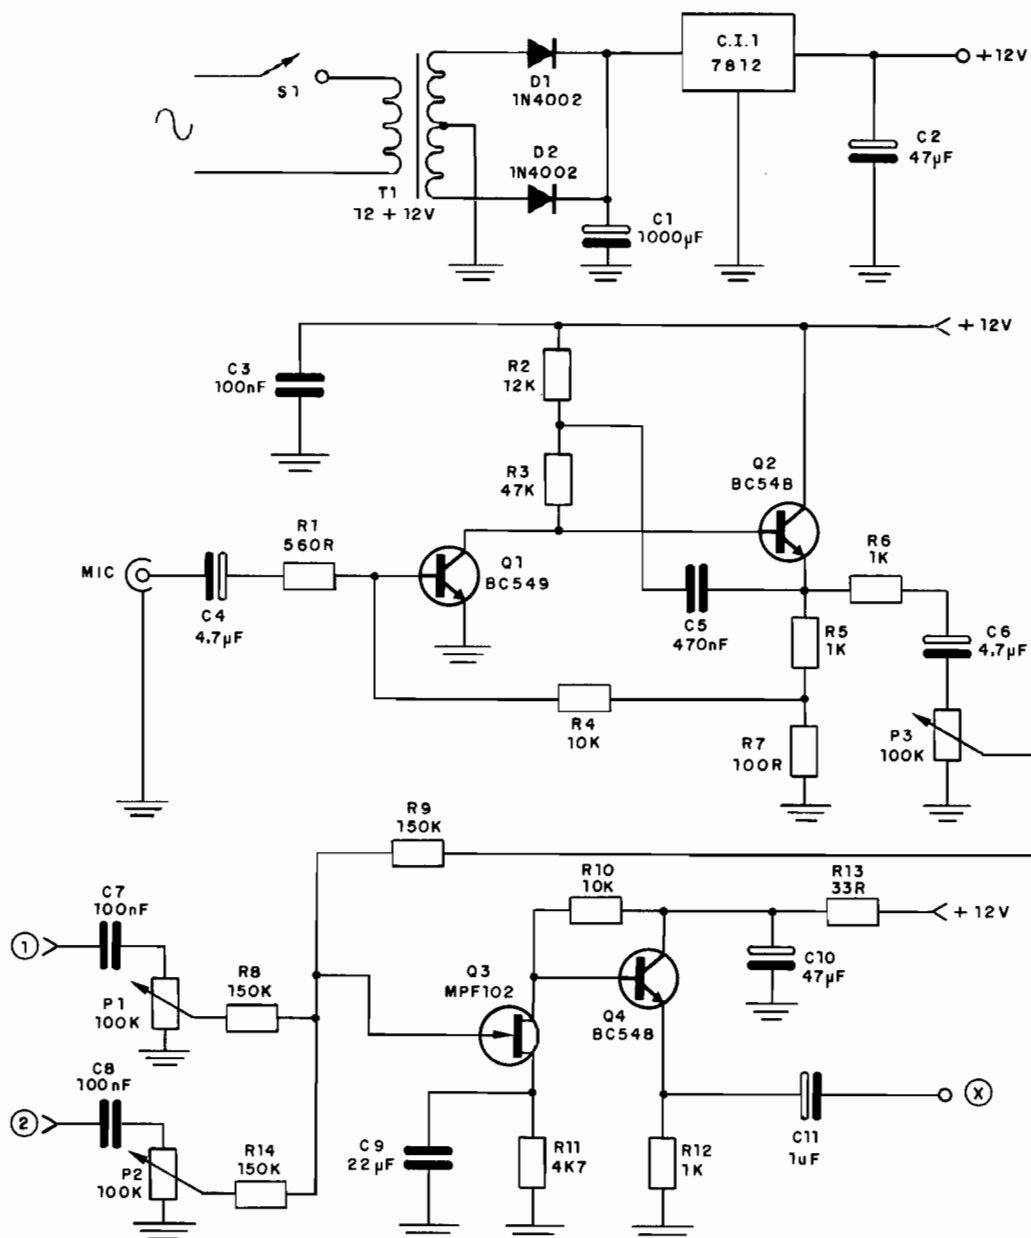 C.I.1
7812
+12V
S1
D1
1N4002
C2
47µF
D2
1N4002
T1
12 + 12V
C1
1000µF
+12V
C3
100nF
R2
12K
R3
47K
Q2
BC548
R1
560R
R6
1K
MIC
Q1
BC549
C4
4,7µF
C5
470nF
R5
1K
C6
4,7µF
R4
10K
R7
100R
P3
100K
R9
150K
C7
100nF
R10
10K
R13
33R
+12V
1
P1
100K
R8
150K
Q3
MPF102
Q4
BC548
C10
47µF
C8
100nF
2
P2
100K
R14
150K
C9
22µF
R11
4K7
R12
1K
C11
1uF
X